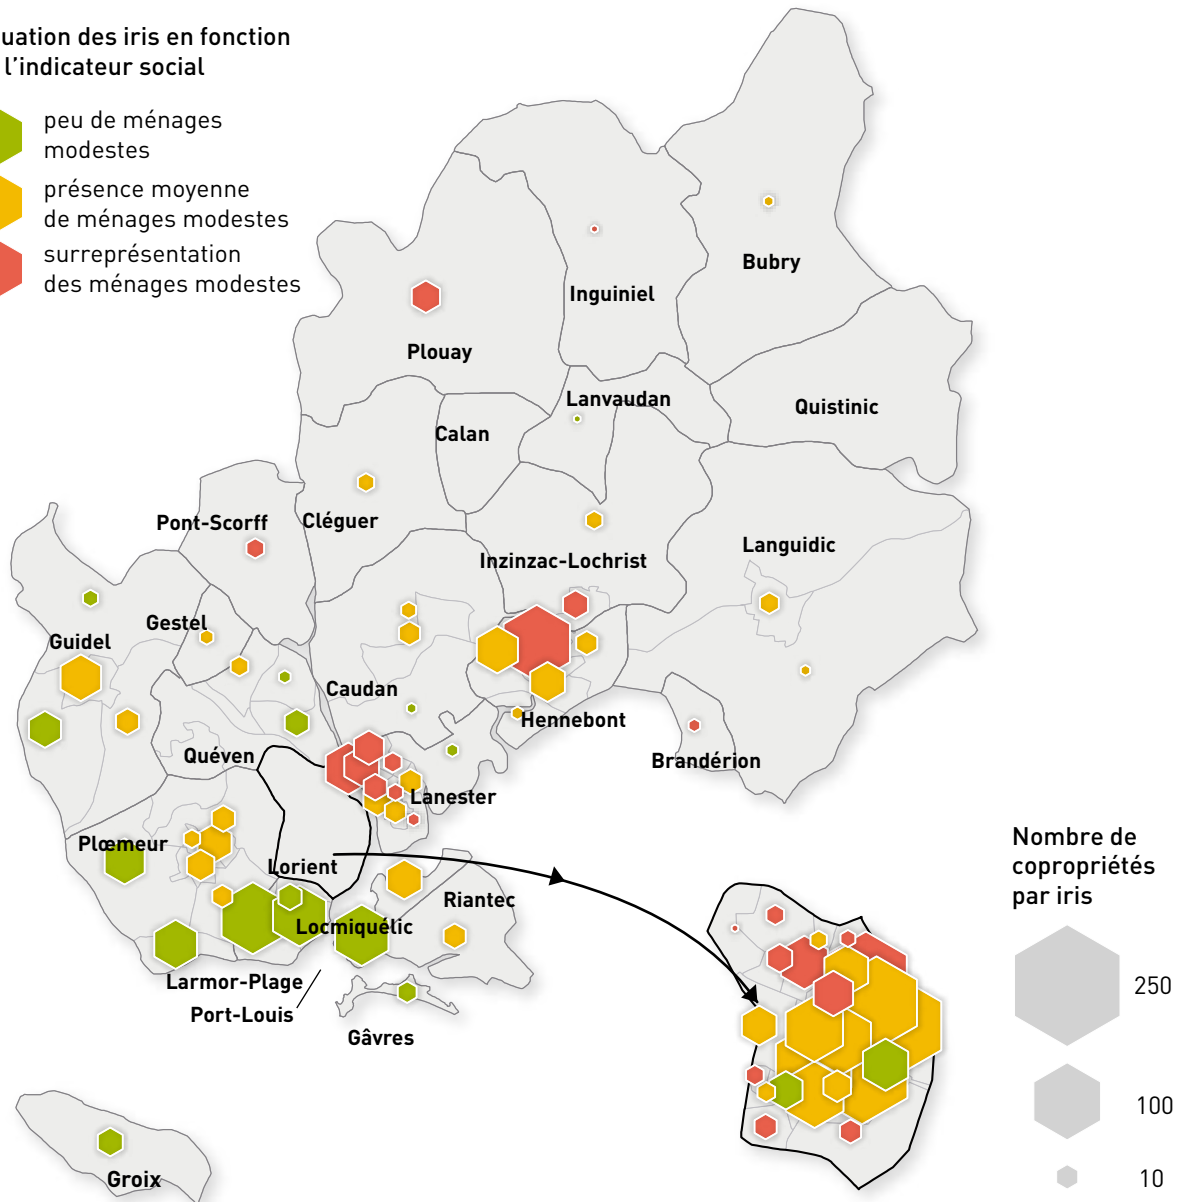 uation des iris en fonction
l'indicateur social
peu de ménages
modestes
présence moyenne
de ménages modestes
surreprésentation
des ménages modestes
Bubry
Inguiniel
Plouay
Lanvaudan
Quistinic
Calan
Pont-Scorff
Cléguer
Languidic
Inzinzac-Lochrist
Gestel
Guidel
Caudan
Hennebont
Quéven
Brandérion
Lanester
Plœmeur
Lorient
Riantec
Locmiquélic
Larmor-Plage
Port-Louis
Gâvres
Groix
Nombre de
copropriétés
par iris
250
100
10